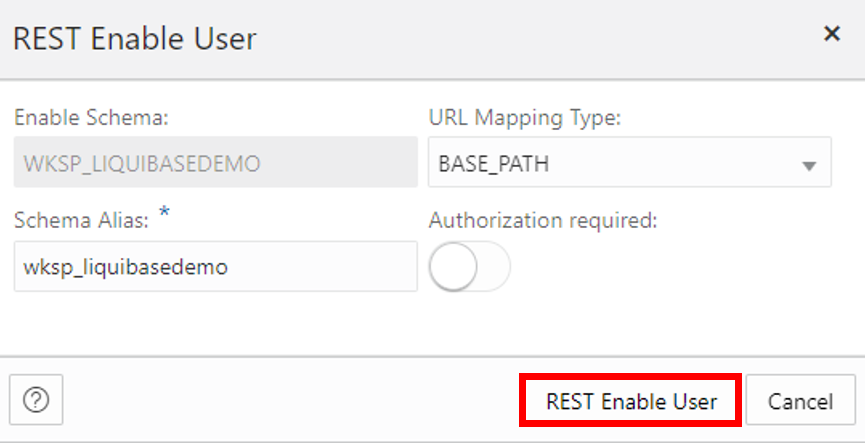 REST Enable User
Enable Schema:
URL Mapping Type:
WKSP_LIQUIBASEDEMO
BASE_PATH
Schema Alias: *
Authorization required:
wksp_liquibasedemo
REST Enable User
Cancel